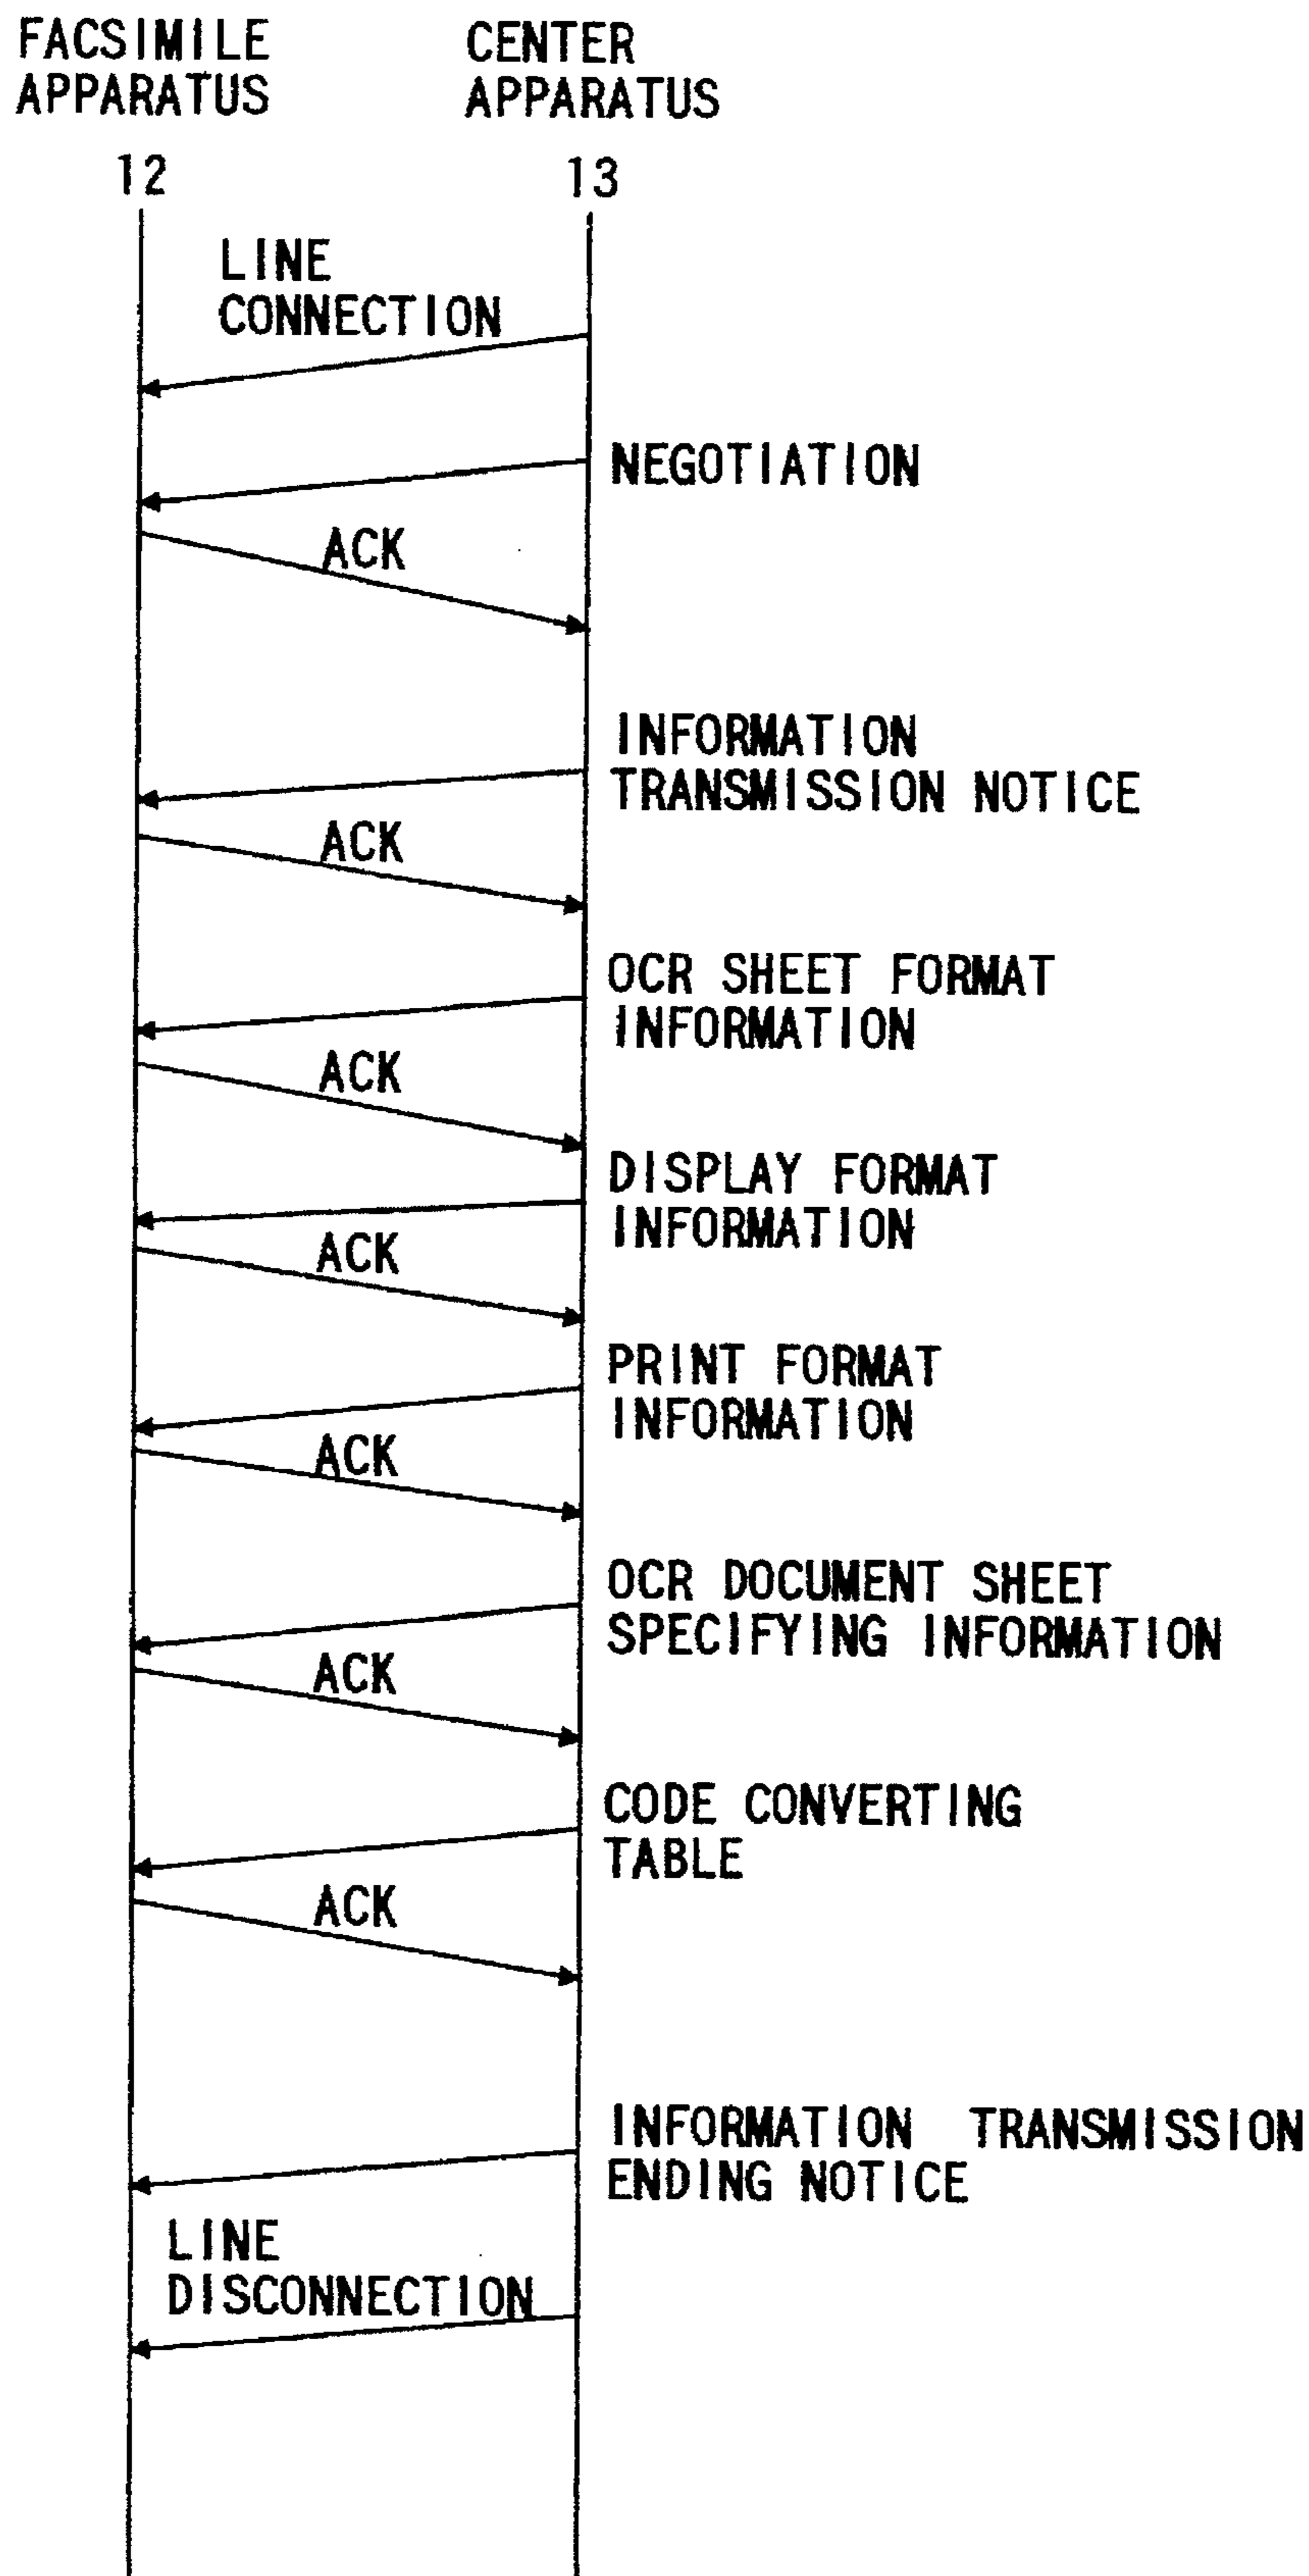 FACSIMILE
APPARATUS
CENTER
APPARATUS
12
13
LINE
CONNECTION
NEGOTIATION
ACK
INFORMATION
TRANSMISSION NOTICE
ACK
OCR SHEET FORMAT
INFORMATION
ACK
DISPLAY FORMAT
INFORMATION
ACK
PRINT FORMAT
INFORMATION
ACK
OCR DOCUMENT SHEET
SPECIFYING INFORMATION
ACK
CODE CONVERTING
TABLE
ACK
INFORMATION TRANSMISSION
ENDING NOTICE
LINE
DISCONNECTION